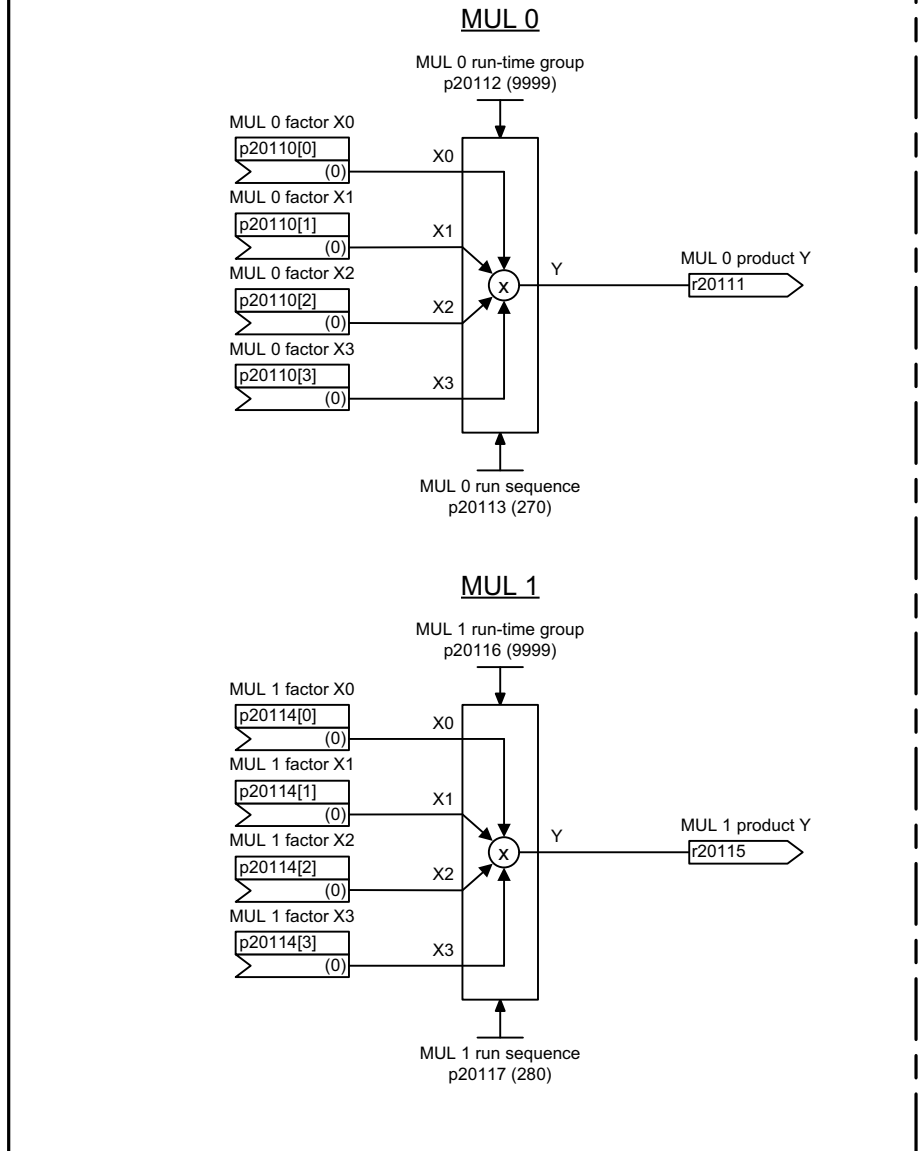 MUL 0
MUL 0 run-time group
p20112 (9999)
MUL 0 factor X0
p20110[0]
(0)
X0
MUL 0 factor X1
p20110[1]
(0)
X1
MUL 0 factor X2
p20110[2]
(0)
X2
MUL 0 factor X3
p20110[3]
(0)
X3
x
Y
MUL 0 product Y
r20111
MUL 0 run sequence
p20113 (270)
MUL 1
MUL 1 run-time group
p20116 (9999)
MUL 1 factor X0
p20114[0]
(0)
X0
MUL 1 factor X1
p20114[1]
(0)
X1
MUL 1 factor X2
p20114[2]
(0)
X2
MUL 1 factor X3
p20114[3]
(0)
X3
x
Y
MUL 1 product Y
r20115
MUL 1 run sequence
p20117 (280)